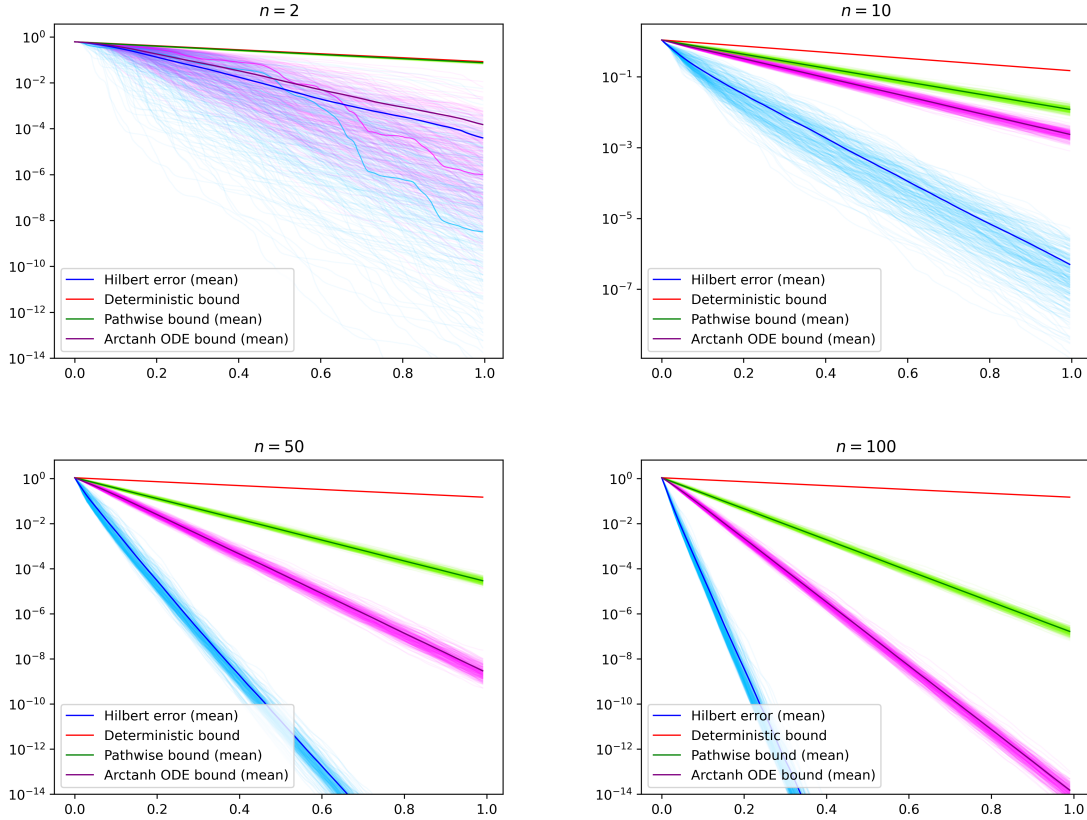 n = 2
10⁰
10⁻²
10⁻⁴
10⁻⁶
10⁻⁸
10⁻¹⁰
10⁻¹²
10⁻¹⁴
Hilbert error (mean)
Deterministic bound
Pathwise bound (mean)
Arctanh ODE bound (mean)
0.0 0.2 0.4 0.6 0.8 1.0
n = 10
10⁻¹
10⁻³
10⁻⁵
10⁻⁷
Hilbert error (mean)
Deterministic bound
Pathwise bound (mean)
Arctanh ODE bound (mean)
0.0 0.2 0.4 0.6 0.8 1.0
n = 50
10⁰
10⁻²
10⁻⁴
10⁻⁶
10⁻⁸
10⁻¹⁰
10⁻¹²
10⁻¹⁴
Hilbert error (mean)
Deterministic bound
Pathwise bound (mean)
Arctanh ODE bound (mean)
0.0 0.2 0.4 0.6 0.8 1.0
n = 100
10⁰
10⁻²
10⁻⁴
10⁻⁶
10⁻⁸
10⁻¹⁰
10⁻¹²
10⁻¹⁴
Hilbert error (mean)
Deterministic bound
Pathwise bound (mean)
Arctanh ODE bound (mean)
0.0 0.2 0.4 0.6 0.8 1.0